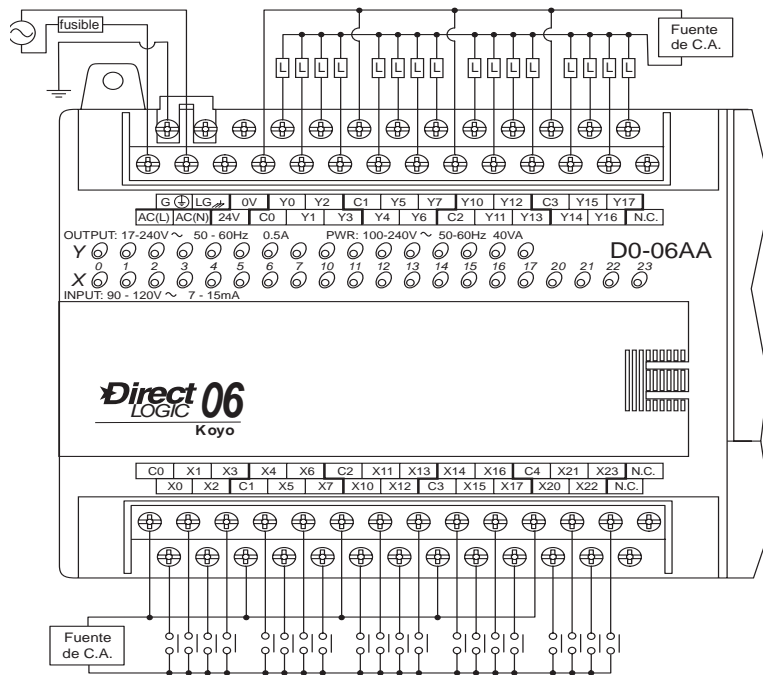 fusible
Fuente
de C.A.
L L L L L L L L L L L L L L L L
G LG 0V Y0 Y2 C1 Y5 Y7 Y10 Y12 C3 Y15 Y17
AC(L) AC(N) 24V C0 Y1 Y3 Y4 Y6 C2 Y11 Y13 Y14 Y16 N.C.
OUTPUT: 17-240V ~ 50 - 60Hz 0.5A PWR: 100-240V ~ 50-60Hz 40VA
D0-06AA
Y
0 1 2 3 4 5 6 7 10 11 12 13 14 15 16 17 20 21 22 23
X
INPUT: 90 - 120V ~ 7 - 15mA
Direct 06
LOGIC
Koyo
C0 X1 X3 X4 X6 C2 X11 X13 X14 X16 C4 X21 X23 N.C.
X0 X2 C1 X5 X7 X10 X12 C3 X15 X17 X20 X22 N.C.
Fuente
de C.A.